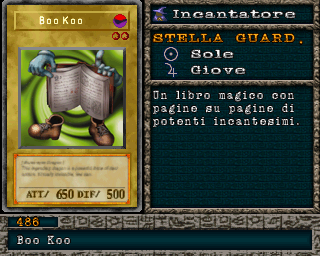 Boo Koo
ATT/ 650 DIF/ 500
Incantatore
STELLA GUARD.
Sole
Giove
Un libro magico con
pagine su pagine di
potenti incantesimi.
486
Boo Koo